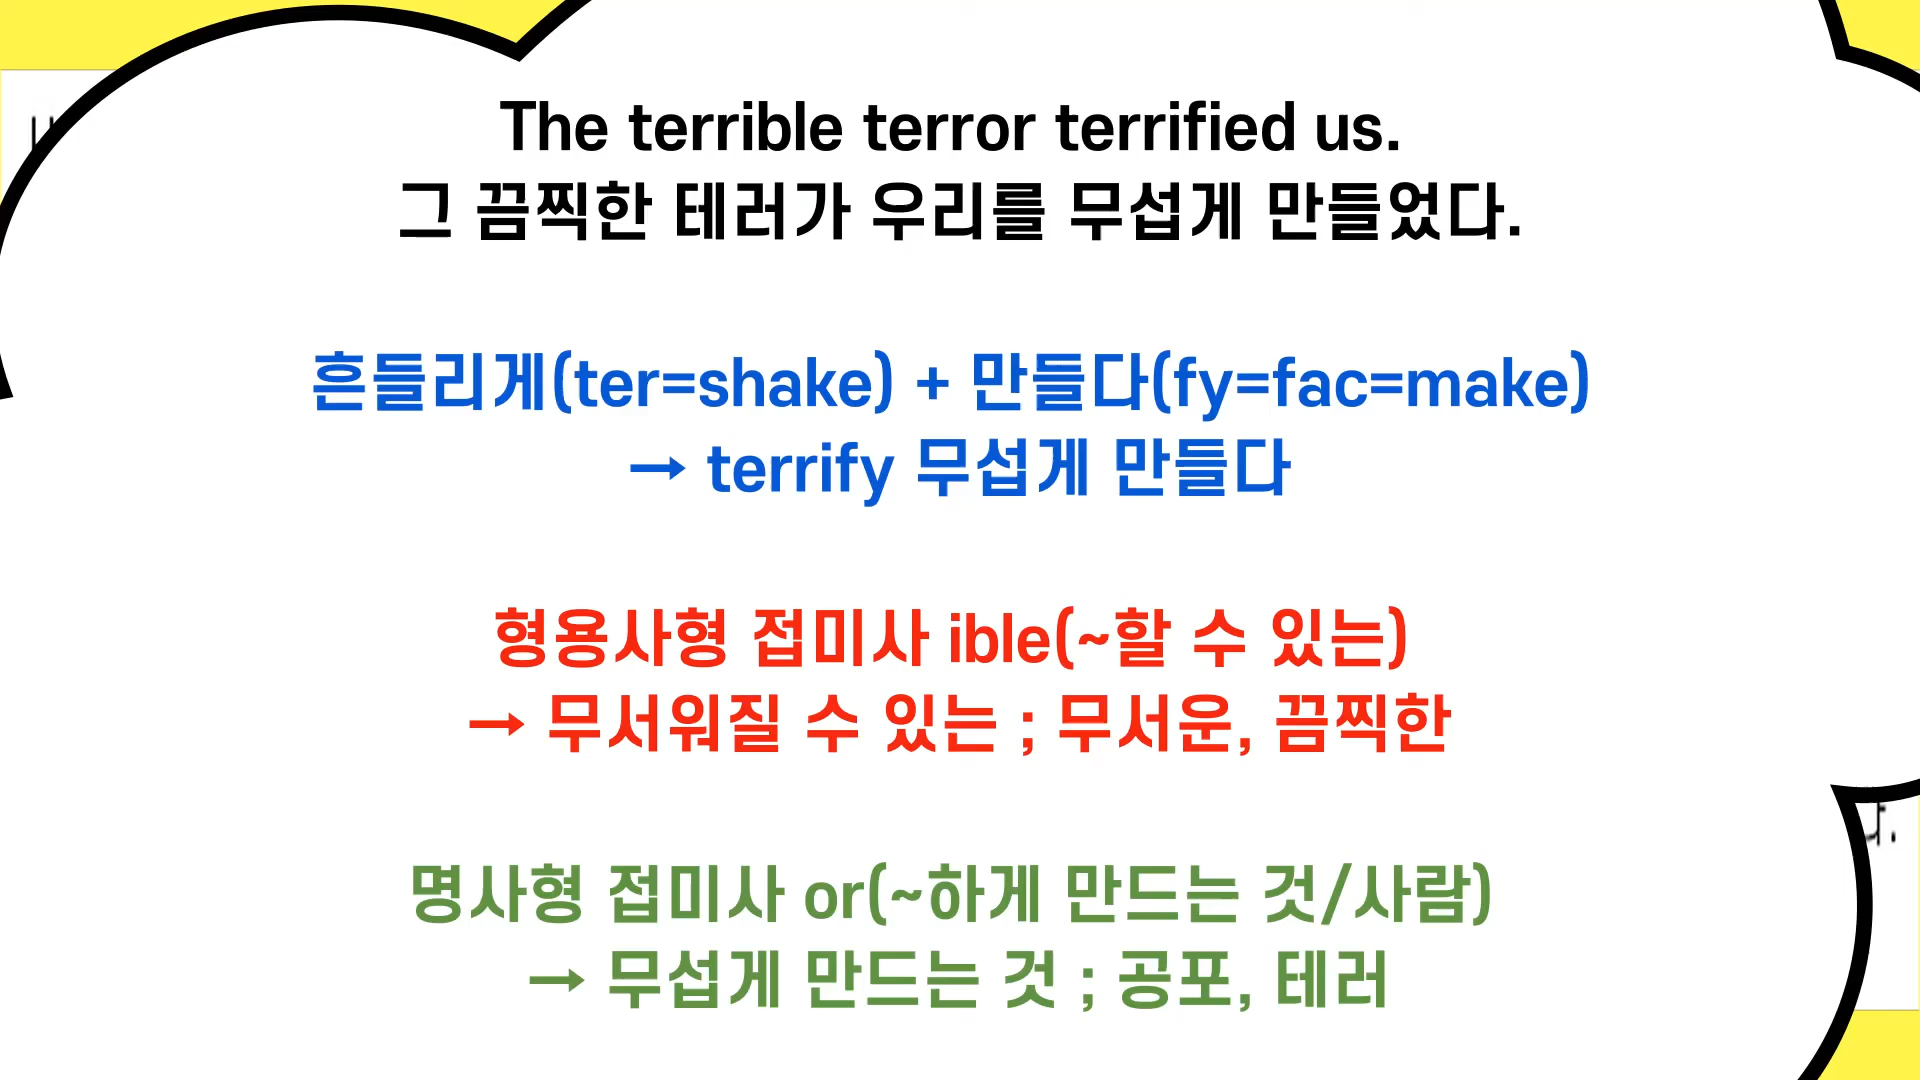 The terrible terror terrified us.
그 끔찍한 테러가 우리를 무섭게 만들었다.
흔들리게(ter=shake) + 만들다(fy=fac=make)
→ terrify 무섭게 만들다
형용사형 접미사 ible(~할 수 있는)
→ 무서워질 수 있는 ; 무서운, 끔찍한
명사형 접미사 or(~하게 만드는 것/사람)
→ 무섭게 만드는 것 ; 공포, 테러